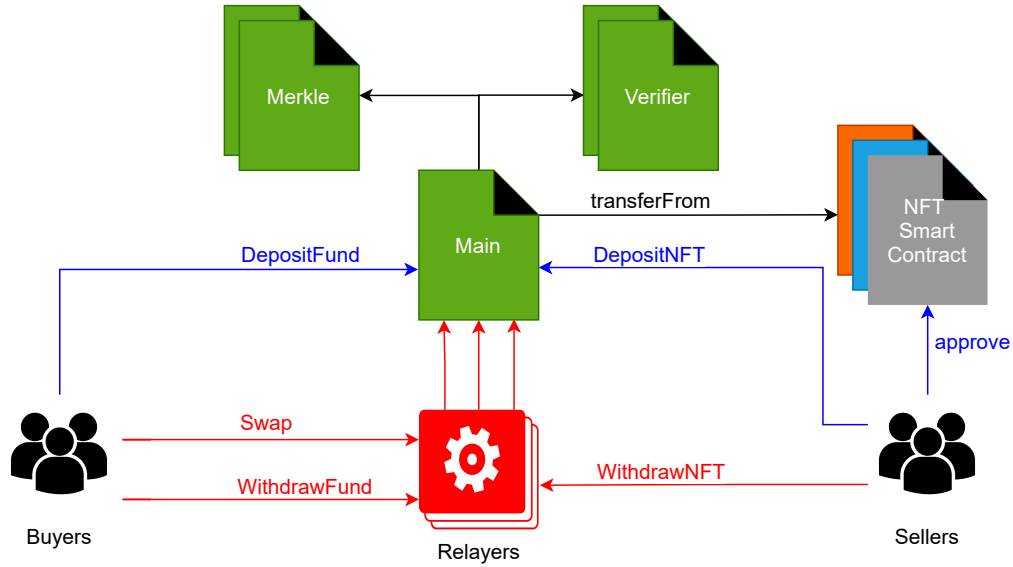 Merkle
Verifier
transferFrom
NFT
Smart
Contract
Main
DepositFund
DepositNFT
approve
Swap
WithdrawFund
WithdrawNFT
Buyers
Relayers
Sellers